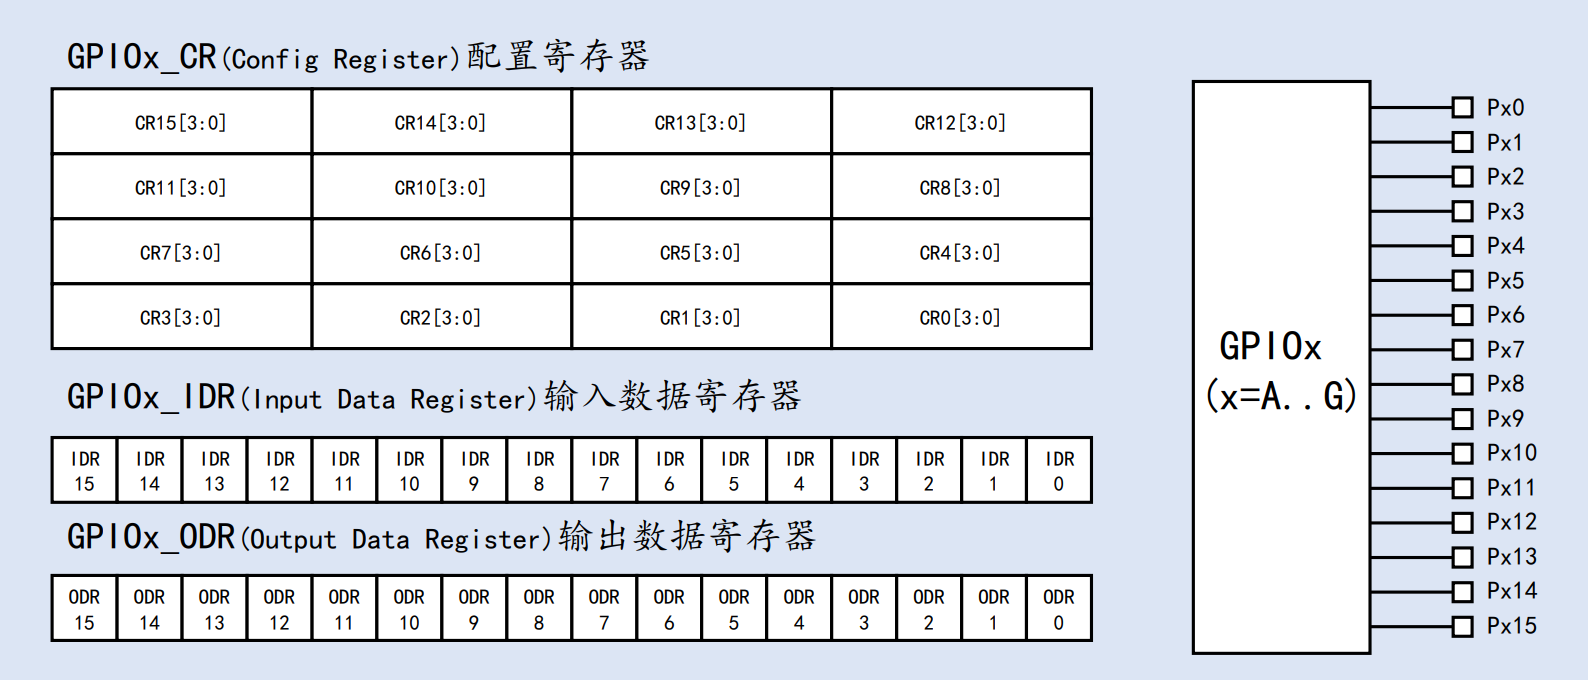 GPIOx_CR(Config Register)配置寄存器
CR15[3:0] CR14[3:0] CR13[3:0] CR12[3:0]
CR11[3:0] CR10[3:0] CR9[3:0] CR8[3:0]
CR7[3:0] CR6[3:0] CR5[3:0] CR4[3:0]
CR3[3:0] CR2[3:0] CR1[3:0] CR0[3:0]
GPIOx_IDR(Input Data Register)输入数据寄存器
IDR IDR IDR IDR IDR IDR IDR IDR IDR IDR IDR IDR IDR IDR IDR IDR
15 14 13 12 11 10 9 8 7 6 5 4 3 2 1 0
GPIOx_ODR(Output Data Register)输出数据寄存器
ODR ODR ODR ODR ODR ODR ODR ODR ODR ODR ODR ODR ODR ODR ODR ODR
15 14 13 12 11 10 9 8 7 6 5 4 3 2 1 0
GPIOx
(x=A..G)
Px0
Px1
Px2
Px3
Px4
Px5
Px6
Px7
Px8
Px9
Px10
Px11
Px12
Px13
Px14
Px15